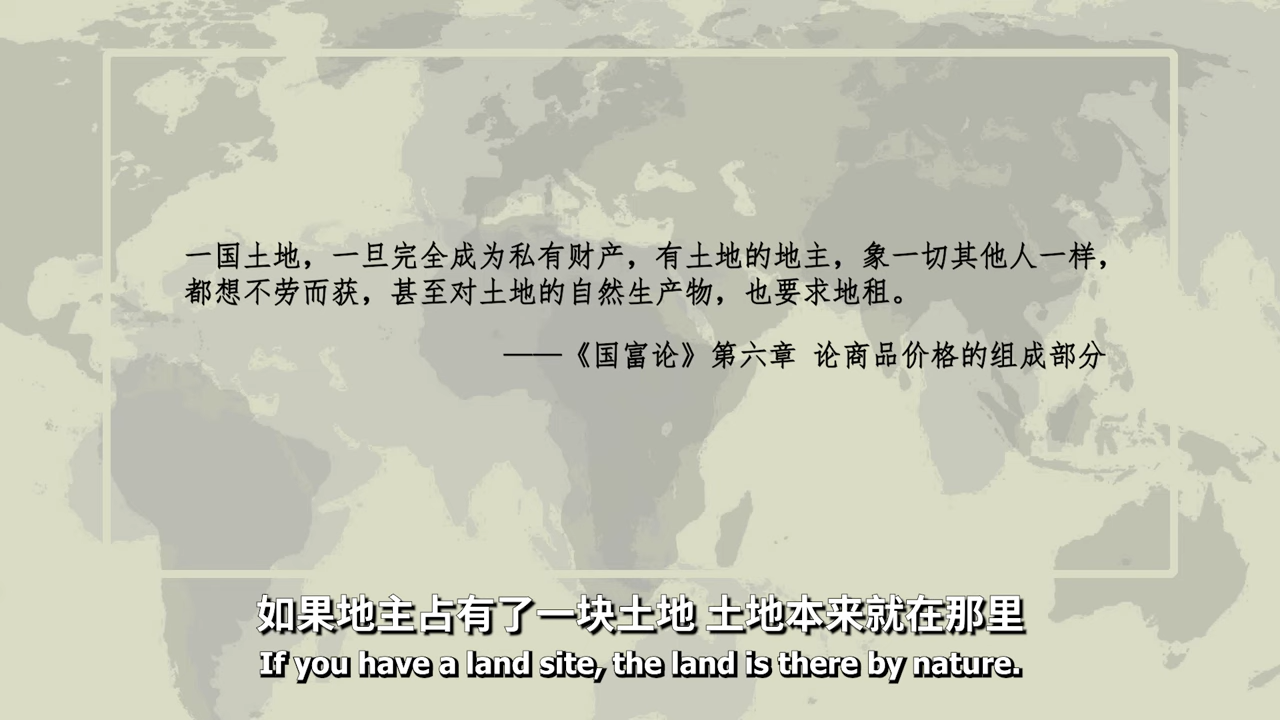 一国土地，一旦完全成为私有财产，有土地的地主，象一切其他人一样，
都想不劳而获，甚至对土地的自然生产物，也要求地租。
——《国富论》第六章 论商品价格的组成部分
如果地主占有了一块土地 土地本来就在那里
If you have a land site, the land is there by nature.